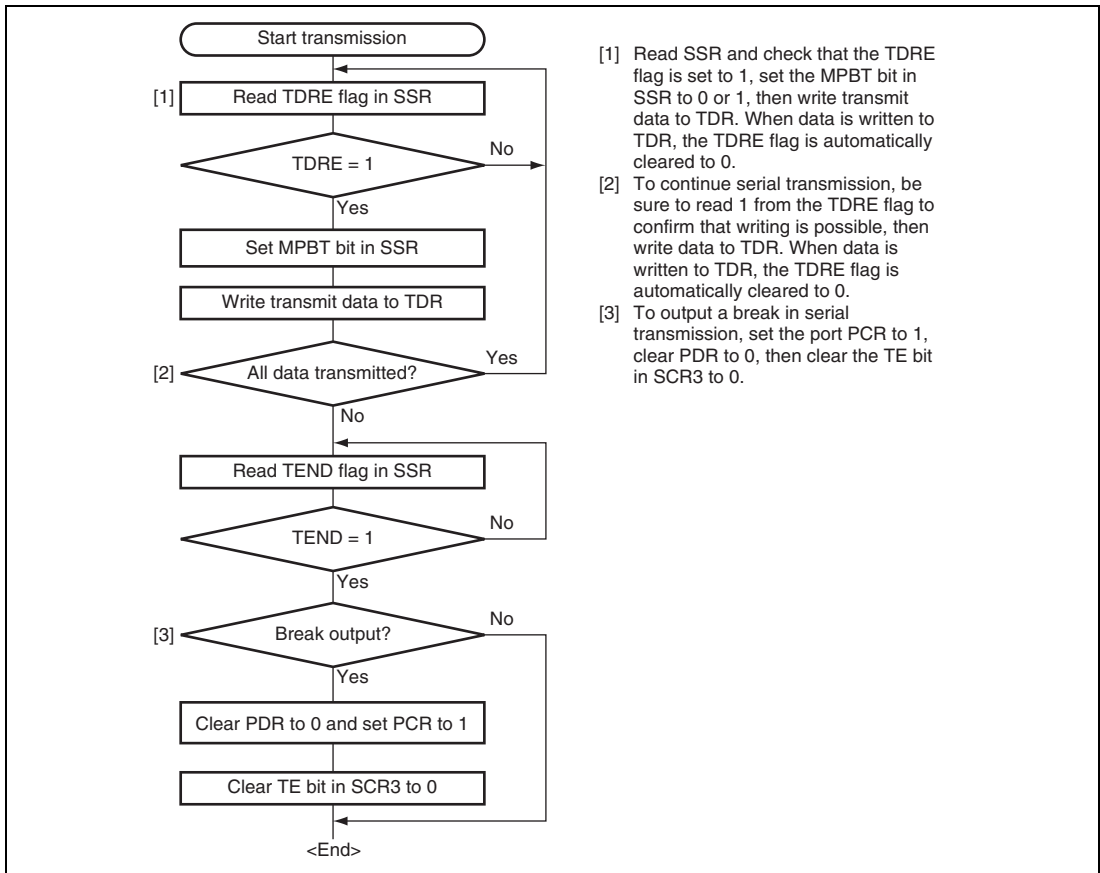 Start transmission
[1] Read TDRE flag in SSR
TDRE = 1
No
Yes
Set MPBT bit in SSR
Write transmit data to TDR
[2] All data transmitted?
Yes
No
Read TEND flag in SSR
TEND = 1
No
Yes
[3] Break output?
No
Yes
Clear PDR to 0 and set PCR to 1
Clear TE bit in SCR3 to 0
<End>
[1] Read SSR and check that the TDRE
flag is set to 1, set the MPBT bit in
SSR to 0 or 1, then write transmit
data to TDR. When data is written to
TDR, the TDRE flag is automatically
cleared to 0.
[2] To continue serial transmission, be
sure to read 1 from the TDRE flag to
confirm that writing is possible, then
write data to TDR. When data is
written to TDR, the TDRE flag is
automatically cleared to 0.
[3] To output a break in serial
transmission, set the port PCR to 1,
clear PDR to 0, then clear the TE bit
in SCR3 to 0.